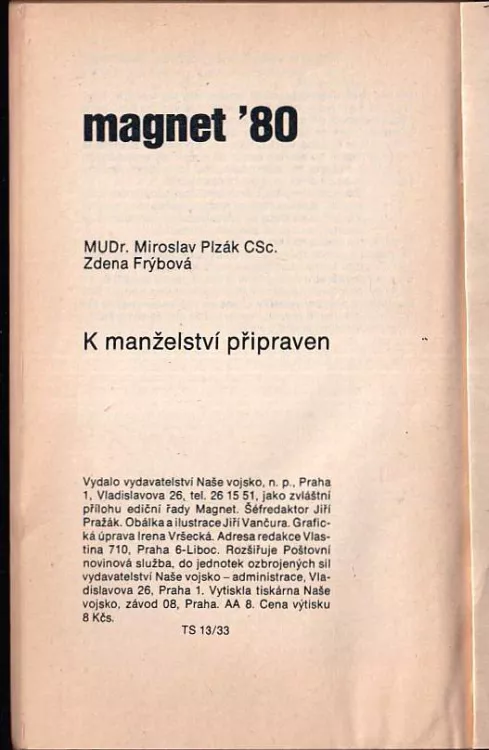 magnet '80
MUDr. Miroslav Plzák CSc.
Zdena Frýbová
K manželství připraven
Vydalo vydavatelství Naše vojsko, n. p., Praha
1, Vladislavova 26, tel. 26 15 51, jako zvláštní
přílohu ediční řady Magnet. Šéfredaktor Jiří
Pražák. Obálka a ilustrace Jiří Vančura. Grafic-
ká úprava Irena Vršecká. Adresa redakce Vlas-
tina 710, Praha 6-Liboc. Rozšiřuje Poštovní
novinová služba, do jednotek ozbrojených sil
vydavatelství Naše vojsko – administrace, Vla-
dislavova 26, Praha 1. Vytiskla tiskárna Naše
vojsko, závod 08, Praha. AA 8. Cena výtisku
8 Kčs.
TS 13/33